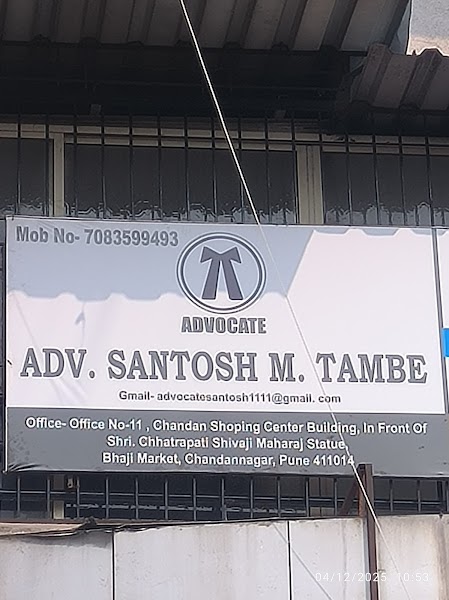 Mob No- 7083599493
ADVOCATE
ADV. SANTOSH M. TAMBE
Gmail- advocatesantosh1111@gmail. com
Office- Office No-11 , Chandan Shoping Center Building, In Front Of
Shri. Chhatrapati Shivaji Maharaj Statue,
Bhaji Market, Chandannagar, Pune 411014
04/12/2025 10:53